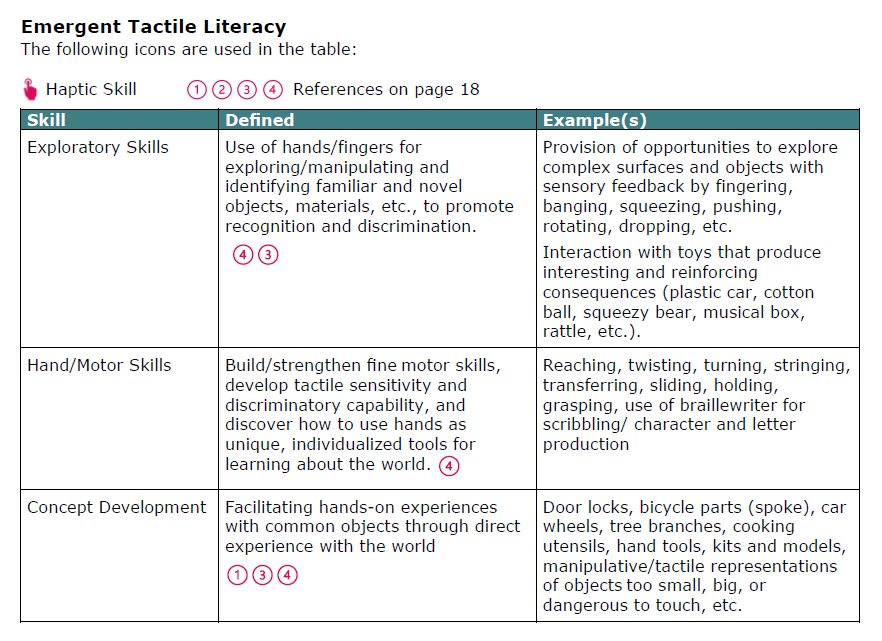 Emergent Tactile Literacy
The following icons are used in the table:
Haptic Skill ① ② ③ ④ References on page 18
Skill
Defined
Example(s)
Exploratory Skills
Use of hands/fingers for
exploring/manipulating and
identifying familiar and novel
objects, materials, etc., to promote
recognition and discrimination.
④ ③
Provision of opportunities to explore
complex surfaces and objects with
sensory feedback by fingering,
banging, squeezing, pushing,
rotating, dropping, etc.
Interaction with toys that produce
interesting and reinforcing
consequences (plastic car, cotton
ball, squeezy bear, musical box,
rattle, etc.).
Hand/Motor Skills
Build/strengthen fine motor skills,
develop tactile sensitivity and
discriminatory capability, and
discover how to use hands as
unique, individualized tools for
learning about the world. ④
Reaching, twisting, turning, stringing,
transferring, sliding, holding,
grasping, use of braillewriter for
scribbling/ character and letter
production
Concept Development
Facilitating hands-on experiences
with common objects through direct
experience with the world
① ③ ④
Door locks, bicycle parts (spoke), car
wheels, tree branches, cooking
utensils, hand tools, kits and models,
manipulative/tactile representations
of objects too small, big, or
dangerous to touch, etc.